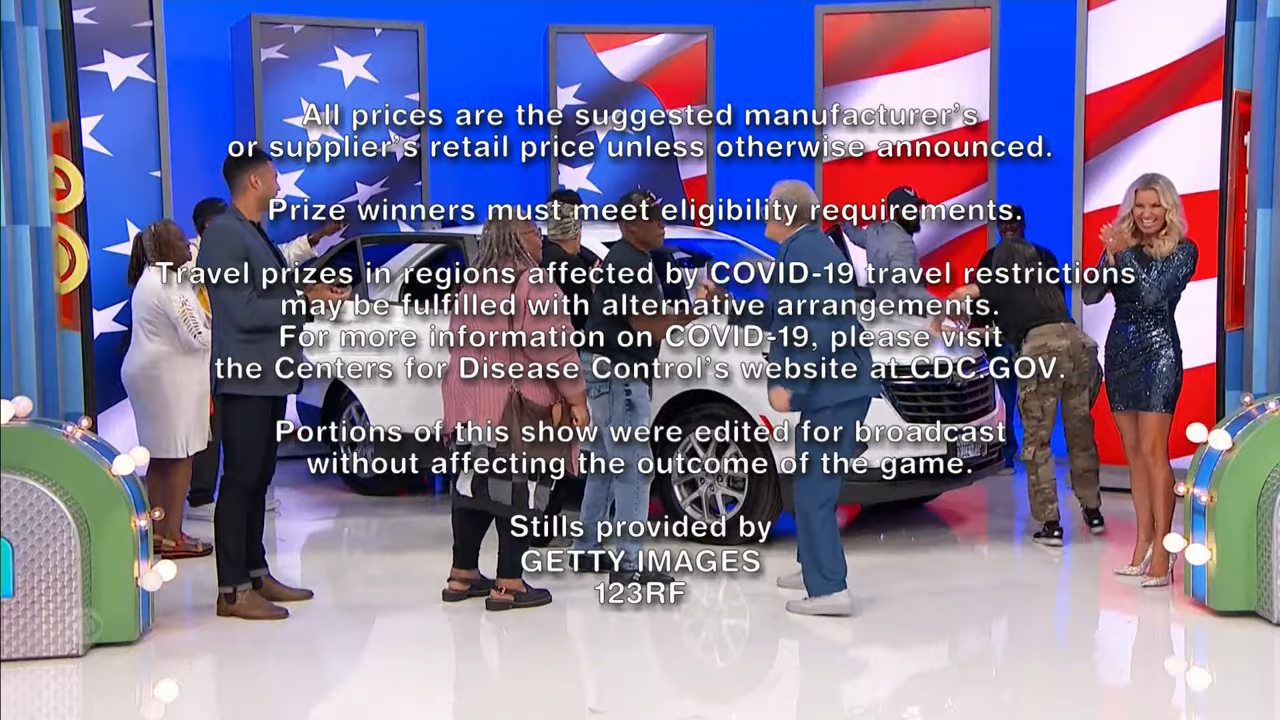 All prices are the suggested manufacturer's
or supplier's retail price unless otherwise announced.
Prize winners must meet eligibility requirements.
Travel prizes in regions affected by COVID-19 travel restrictions
may be fulfilled with alternative arrangements.
For more information on COVID-19, please visit
the Centers for Disease Control's website at CDC.GOV.
Portions of this show were edited for broadcast
without affecting the outcome of the game.
Stills provided by
GETTY IMAGES
123RF